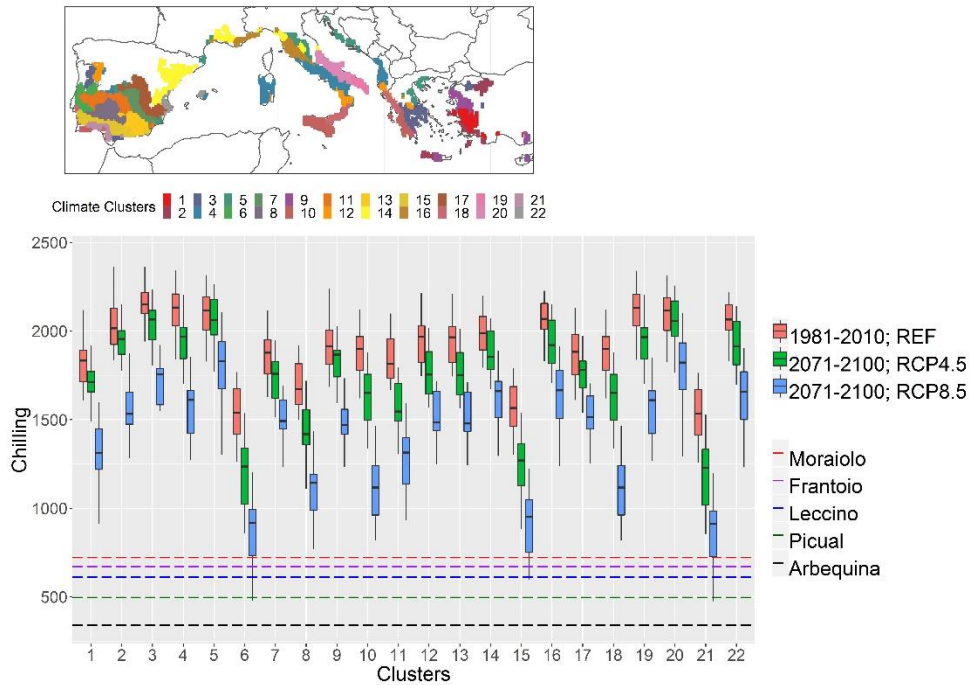 Climate Clusters 1 3 5 7 9 11 13 15 17 19 21
2 4 6 8 10 12 14 16 18 20 22
2500
2000
1500
1000
500
Chilling
1 2 3 4 5 6 7 8 9 10 11 12 13 14 15 16 17 18 19 20 21 22
Clusters
1981-2010; REF
2071-2100; RCP4.5
2071-2100; RCP8.5
Moraiolo
Frantoio
Leccino
Picual
Arbequina